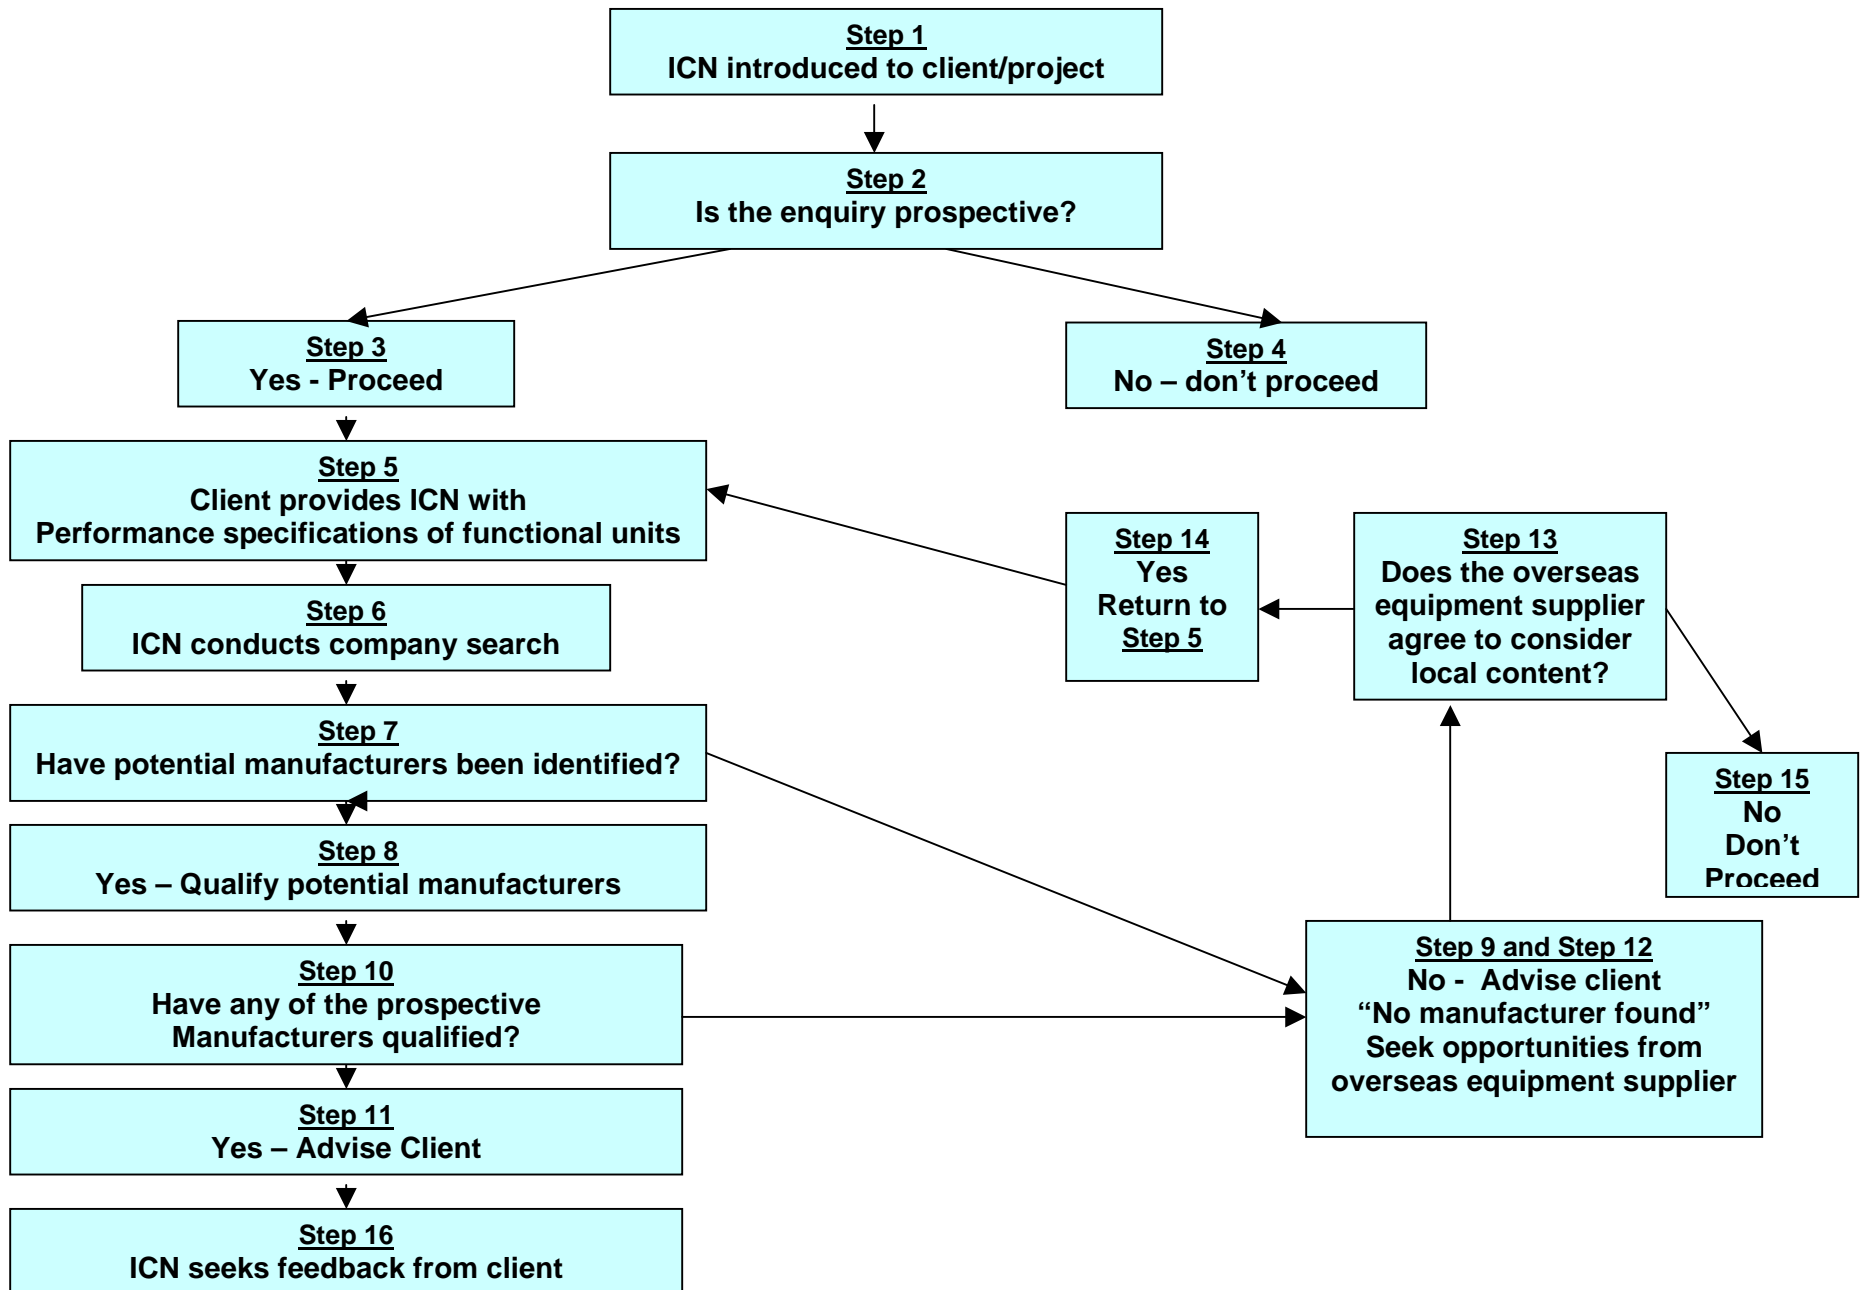 Step 1
ICN introduced to client/project
Step 2
Is the enquiry prospective?
Step 3
Yes - Proceed
Step 4
No – don’t proceed
Step 5
Client provides ICN with
Performance specifications of functional units
Step 6
ICN conducts company search
Step 7
Have potential manufacturers been identified?
Step 8
Yes – Qualify potential manufacturers
Step 10
Have any of the prospective
Manufacturers qualified?
Step 11
Yes – Advise Client
Step 16
ICN seeks feedback from client
Step 14
Yes
Return to
Step 5
Step 13
Does the overseas
equipment supplier
agree to consider
local content?
Step 15
No
Don’t
Proceed
Step 9 and Step 12
No - Advise client
“No manufacturer found”
Seek opportunities from
overseas equipment supplier